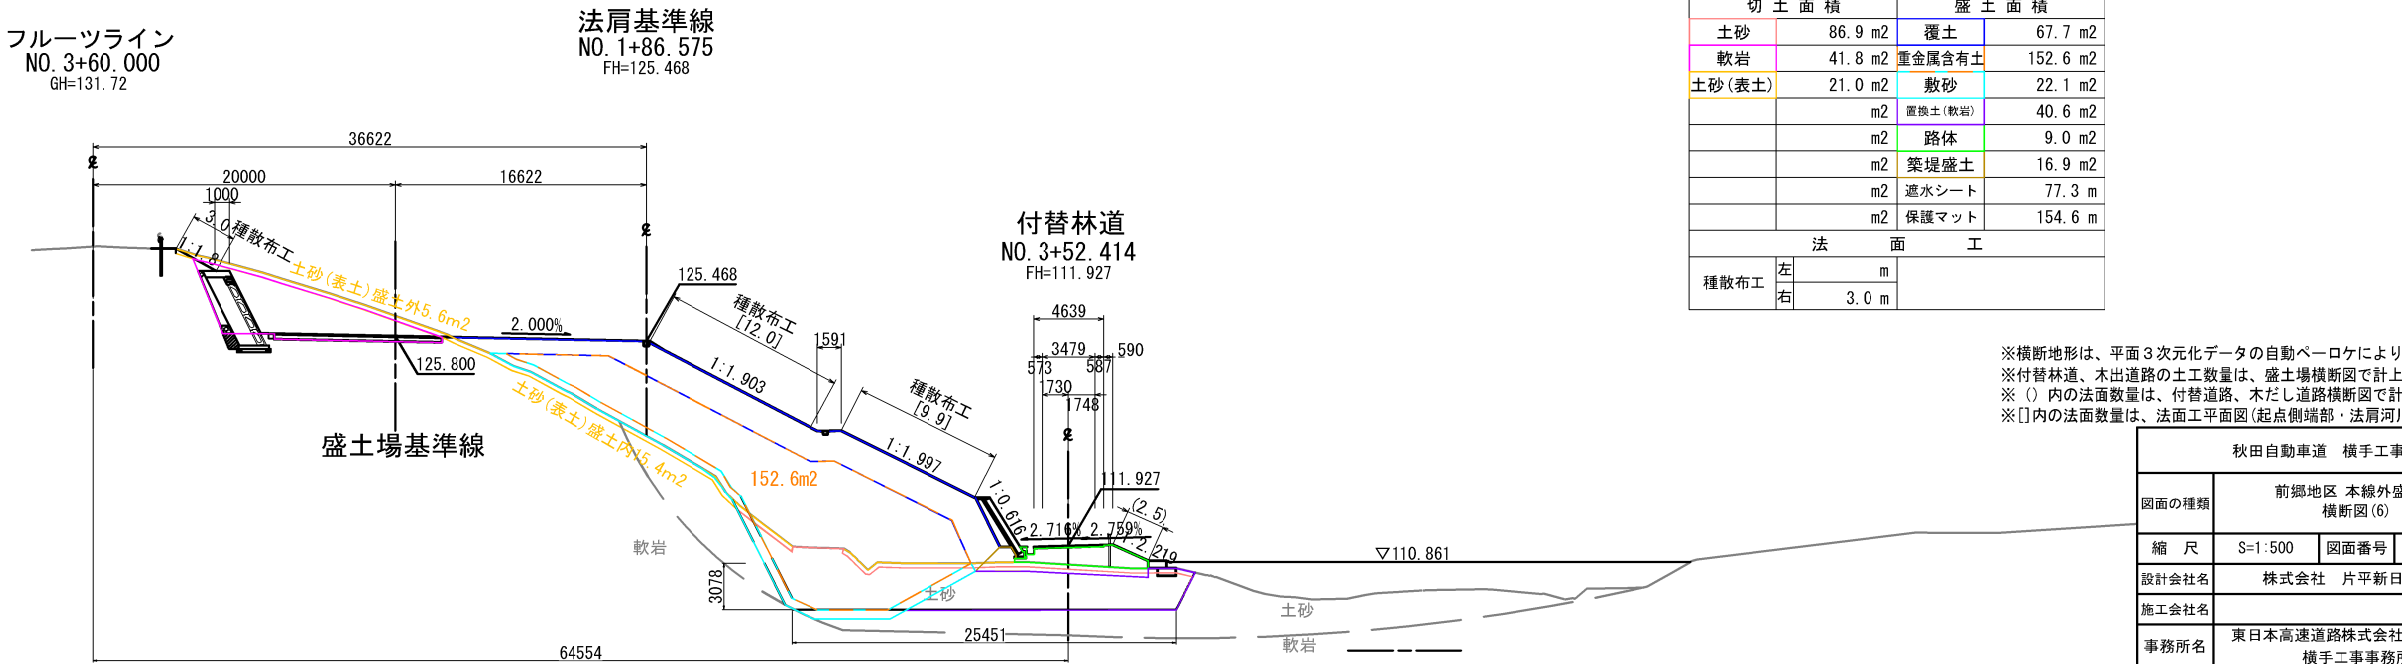 フルーツライン
NO.3+60.000
GH=131.72
法肩基準線
NO.1+86.575
FH=125.468
付替林道
NO.3+52.414
FH=111.927
36622
20000
16622
1000
3.0
種散布工
1:1.8
土砂(表土)盛土外5.6m2
2.000%
125.468
125.800
盛土場基準線
種散布工
[12.0]
1:1.903
1591
種散布工
[9.9]
1:1.997
土砂(表土)盛土内15.4m2
152.6m2
1:0.616
4639
3479
590
573
587
1730
1748
111.927
(2.5)
2.716%
2.759%
1:2.219
▽110.861
軟岩
3078
土砂
25451
64554
土砂
軟岩
切土面積 盛土面積
土砂 86.9 m2 覆土 67.7 m2
軟岩 41.8 m2 重金属含有土 152.6 m2
土砂(表土) 21.0 m2 敷砂 22.1 m2
m2 置換土(軟岩) 40.6 m2
m2 路体 9.0 m2
m2 築堤盛土 16.9 m2
m2 遮水シート 77.3 m
m2 保護マット 154.6 m
法面工
種散布工 左 m
右 3.0 m
※横断地形は、平面3次元化データの自動ペーロケにより
※付替林道、木出道路の土工数量は、盛土場横断図で計上
※()内の法面数量は、付替道路、木だし道路横断図で計
※[]内の法面数量は、法面工平面図(起点側端部・法肩河川
秋田自動車道 横手工事
図面の種類 前郷地区 本線外盛
横断図(6)
縮尺 S=1:500 図面番号
設計会社名 株式会社 片平新日
施工会社名
事務所名 東日本高速道路株式会社
横手工事事務所